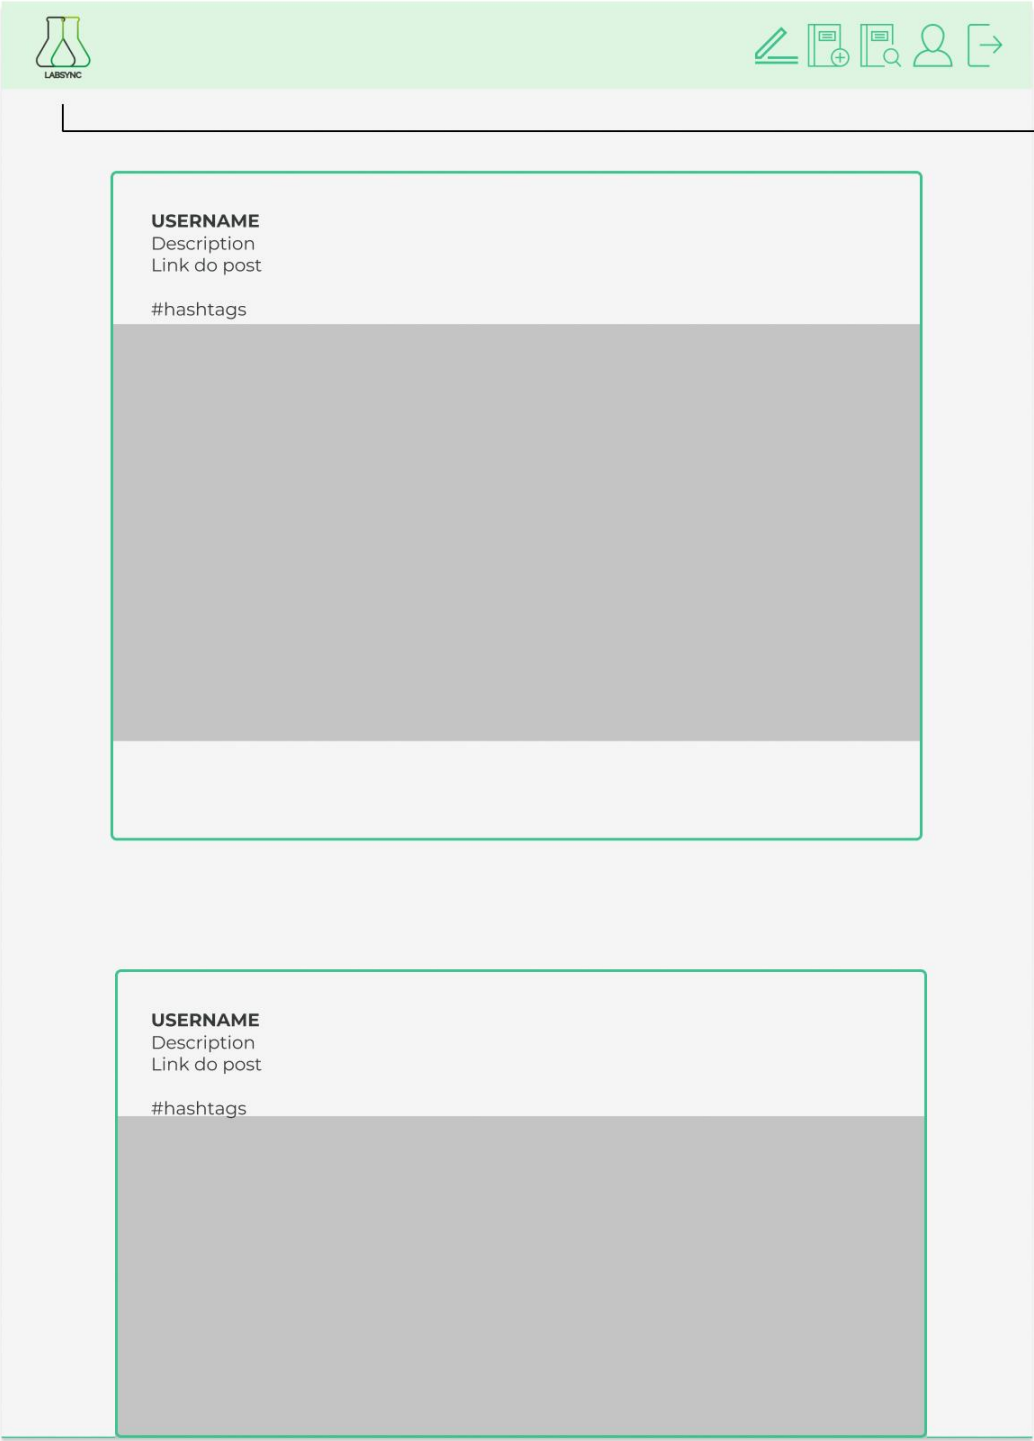 LABSYNC
USERNAME
Description
Link do post
#hashtags
USERNAME
Description
Link do post
#hashtags